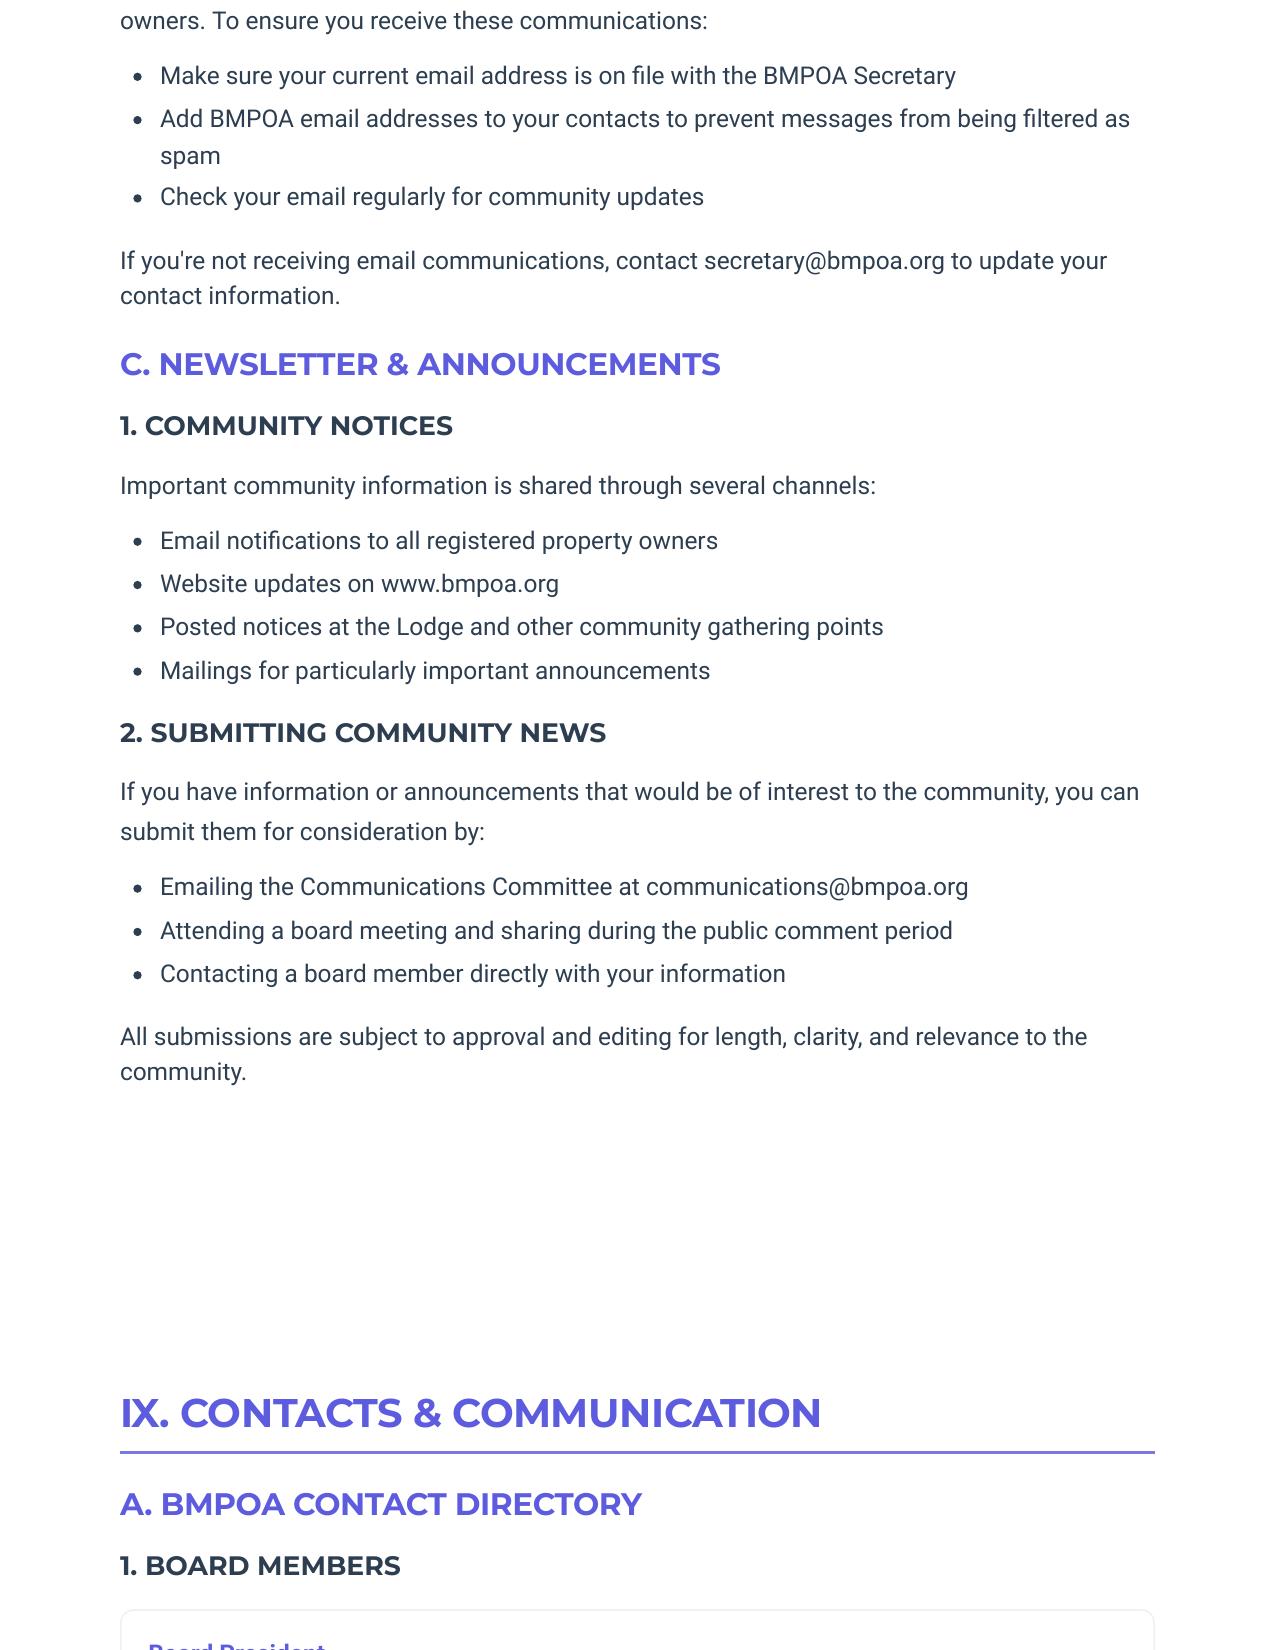 owners. To ensure you receive these communications:
• Make sure your current email address is on file with the BMPOA Secretary
• Add BMPOA email addresses to your contacts to prevent messages from being filtered as
spam
• Check your email regularly for community updates
If you're not receiving email communications, contact secretary@bmpoa.org to update your
contact information.
C. NEWSLETTER & ANNOUNCEMENTS
1. COMMUNITY NOTICES
Important community information is shared through several channels:
• Email notifications to all registered property owners
• Website updates on www.bmpoa.org
• Posted notices at the Lodge and other community gathering points
• Mailings for particularly important announcements
2. SUBMITTING COMMUNITY NEWS
If you have information or announcements that would be of interest to the community, you can
submit them for consideration by:
• Emailing the Communications Committee at communications@bmpoa.org
• Attending a board meeting and sharing during the public comment period
• Contacting a board member directly with your information
All submissions are subject to approval and editing for length, clarity, and relevance to the
community.
IX. CONTACTS & COMMUNICATION
A. BMPOA CONTACT DIRECTORY
1. BOARD MEMBERS
Board President